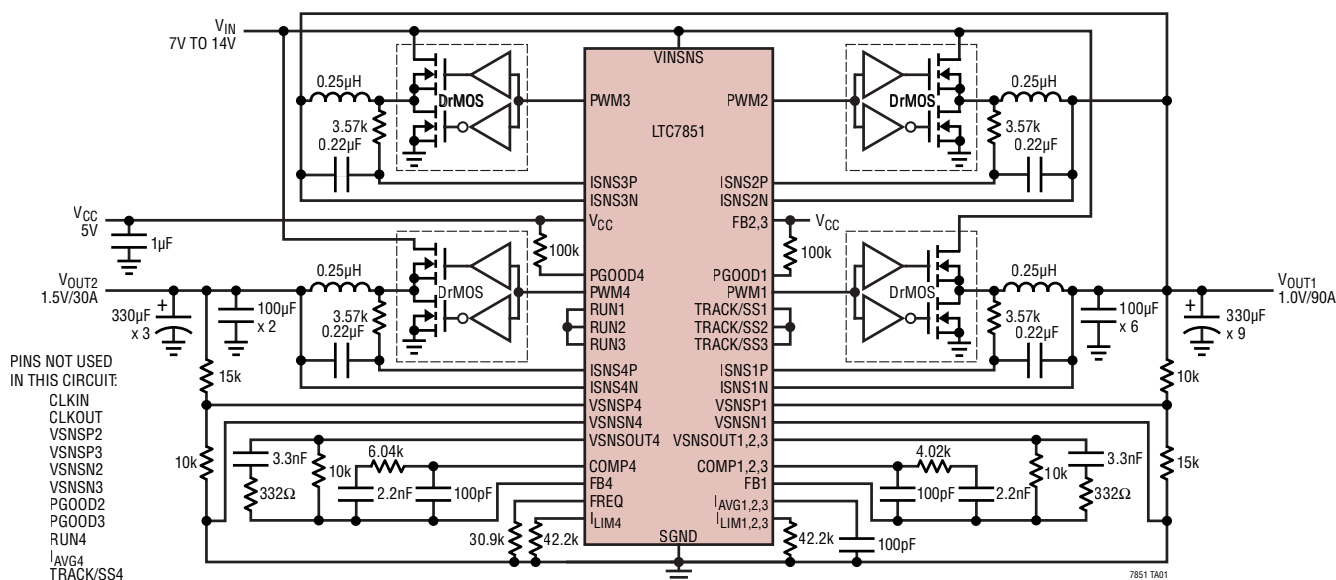 VIN
7V TO 14V
VINSNS
0.25µH
DrMOS
PWM3
PWM2
DrMOS
0.25µH
LTC7851
3.57k
0.22µF
3.57k
0.22µF
ISNS3P
ISNS2P
ISNS3N
ISNS2N
VCC
5V
VCC
FB2,3
VCC
1µF
100k
100k
VOUT2
1.5V/30A
0.25µH
PGOOD4
PGOOD1
0.25µH
VOUT1
1.0V/90A
DrMOS
PWM4
PWM1
DrMOS
330µF
x 3
+
100µF
x 2
3.57k
0.22µF
RUN1
TRACK/SS1
RUN2
TRACK/SS2
RUN3
TRACK/SS3
3.57k
0.22µF
100µF
x 6
+
330µF
x 9
PINS NOT USED
IN THIS CIRCUIT:
CLKIN
CLKOUT
VSNSP2
VSNSP3
VSNSN2
VSNSN3
PGOOD2
PGOOD3
RUN4
IAVG4
TRACK/SS4
15k
ISNS4P
ISNS1P
ISNS4N
ISNS1N
10k
VSNSP4
VSNSP1
VSNSN4
VSNSN1
VSNSOUT4
VSNSOUT1,2,3
10k
3.3nF
332Ω
10k
6.04k
2.2nF
100pF
COMP4
COMP1,2,3
FB4
FB1
4.02k
100pF
2.2nF
10k
3.3nF
332Ω
15k
FREQ
IAVG1,2,3
ILIM4
ILIM1,2,3
30.9k
42.2k
SGND
42.2k
100pF
7851 TA01